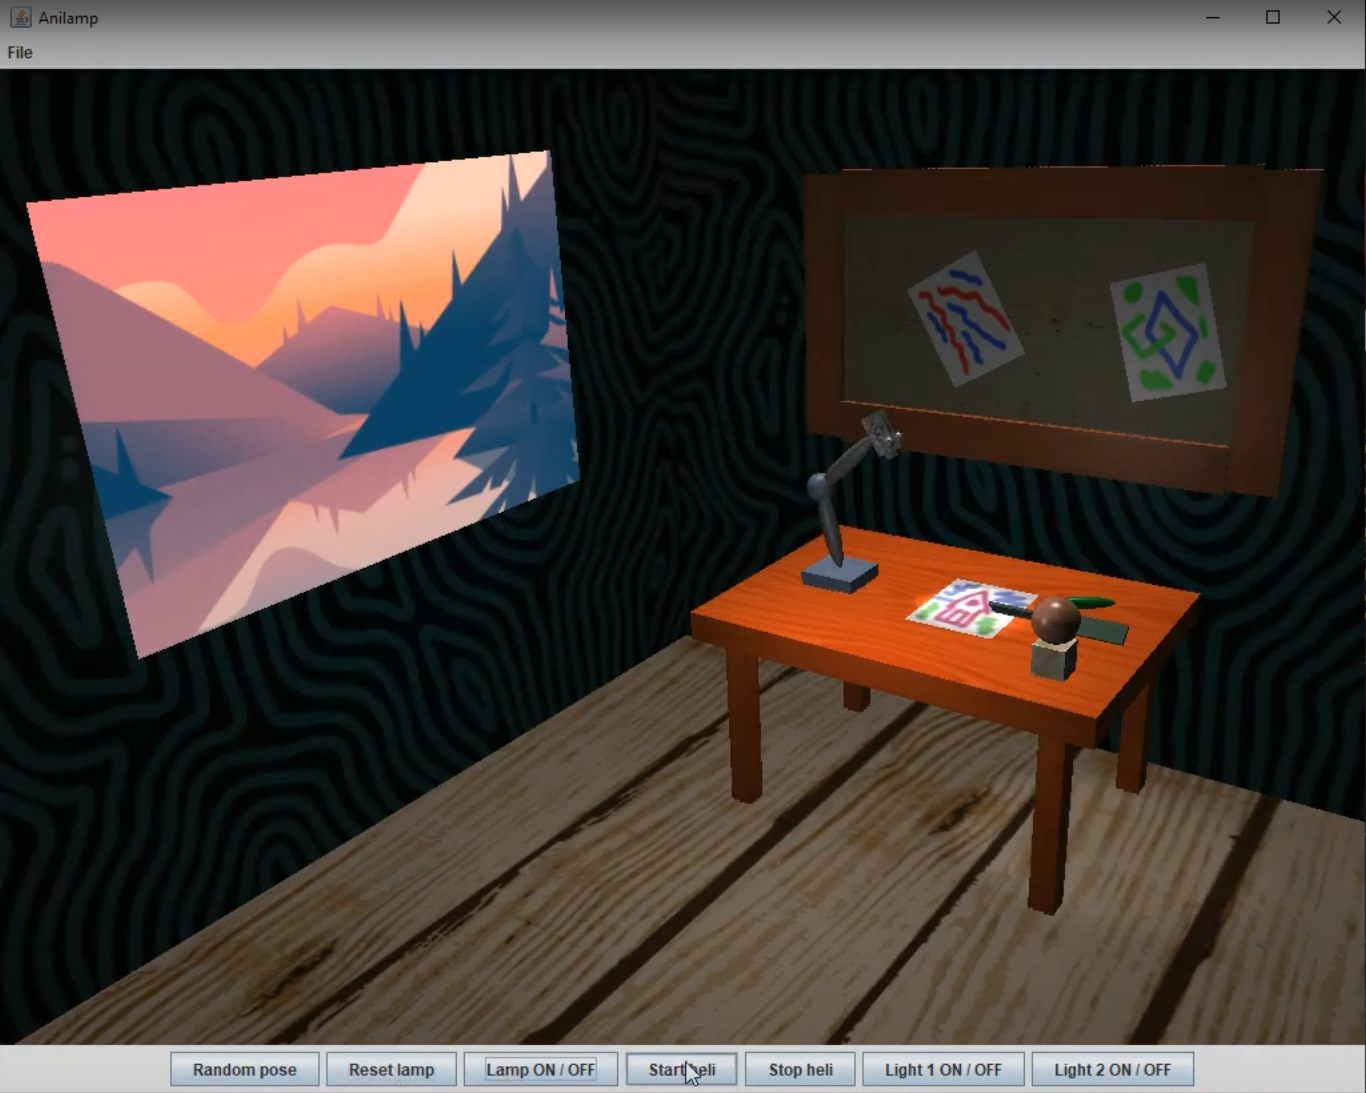 Anilamp
File
Random pose
Reset lamp
Lamp ON / OFF
Start heli
Stop heli
Light 1 ON / OFF
Light 2 ON / OFF